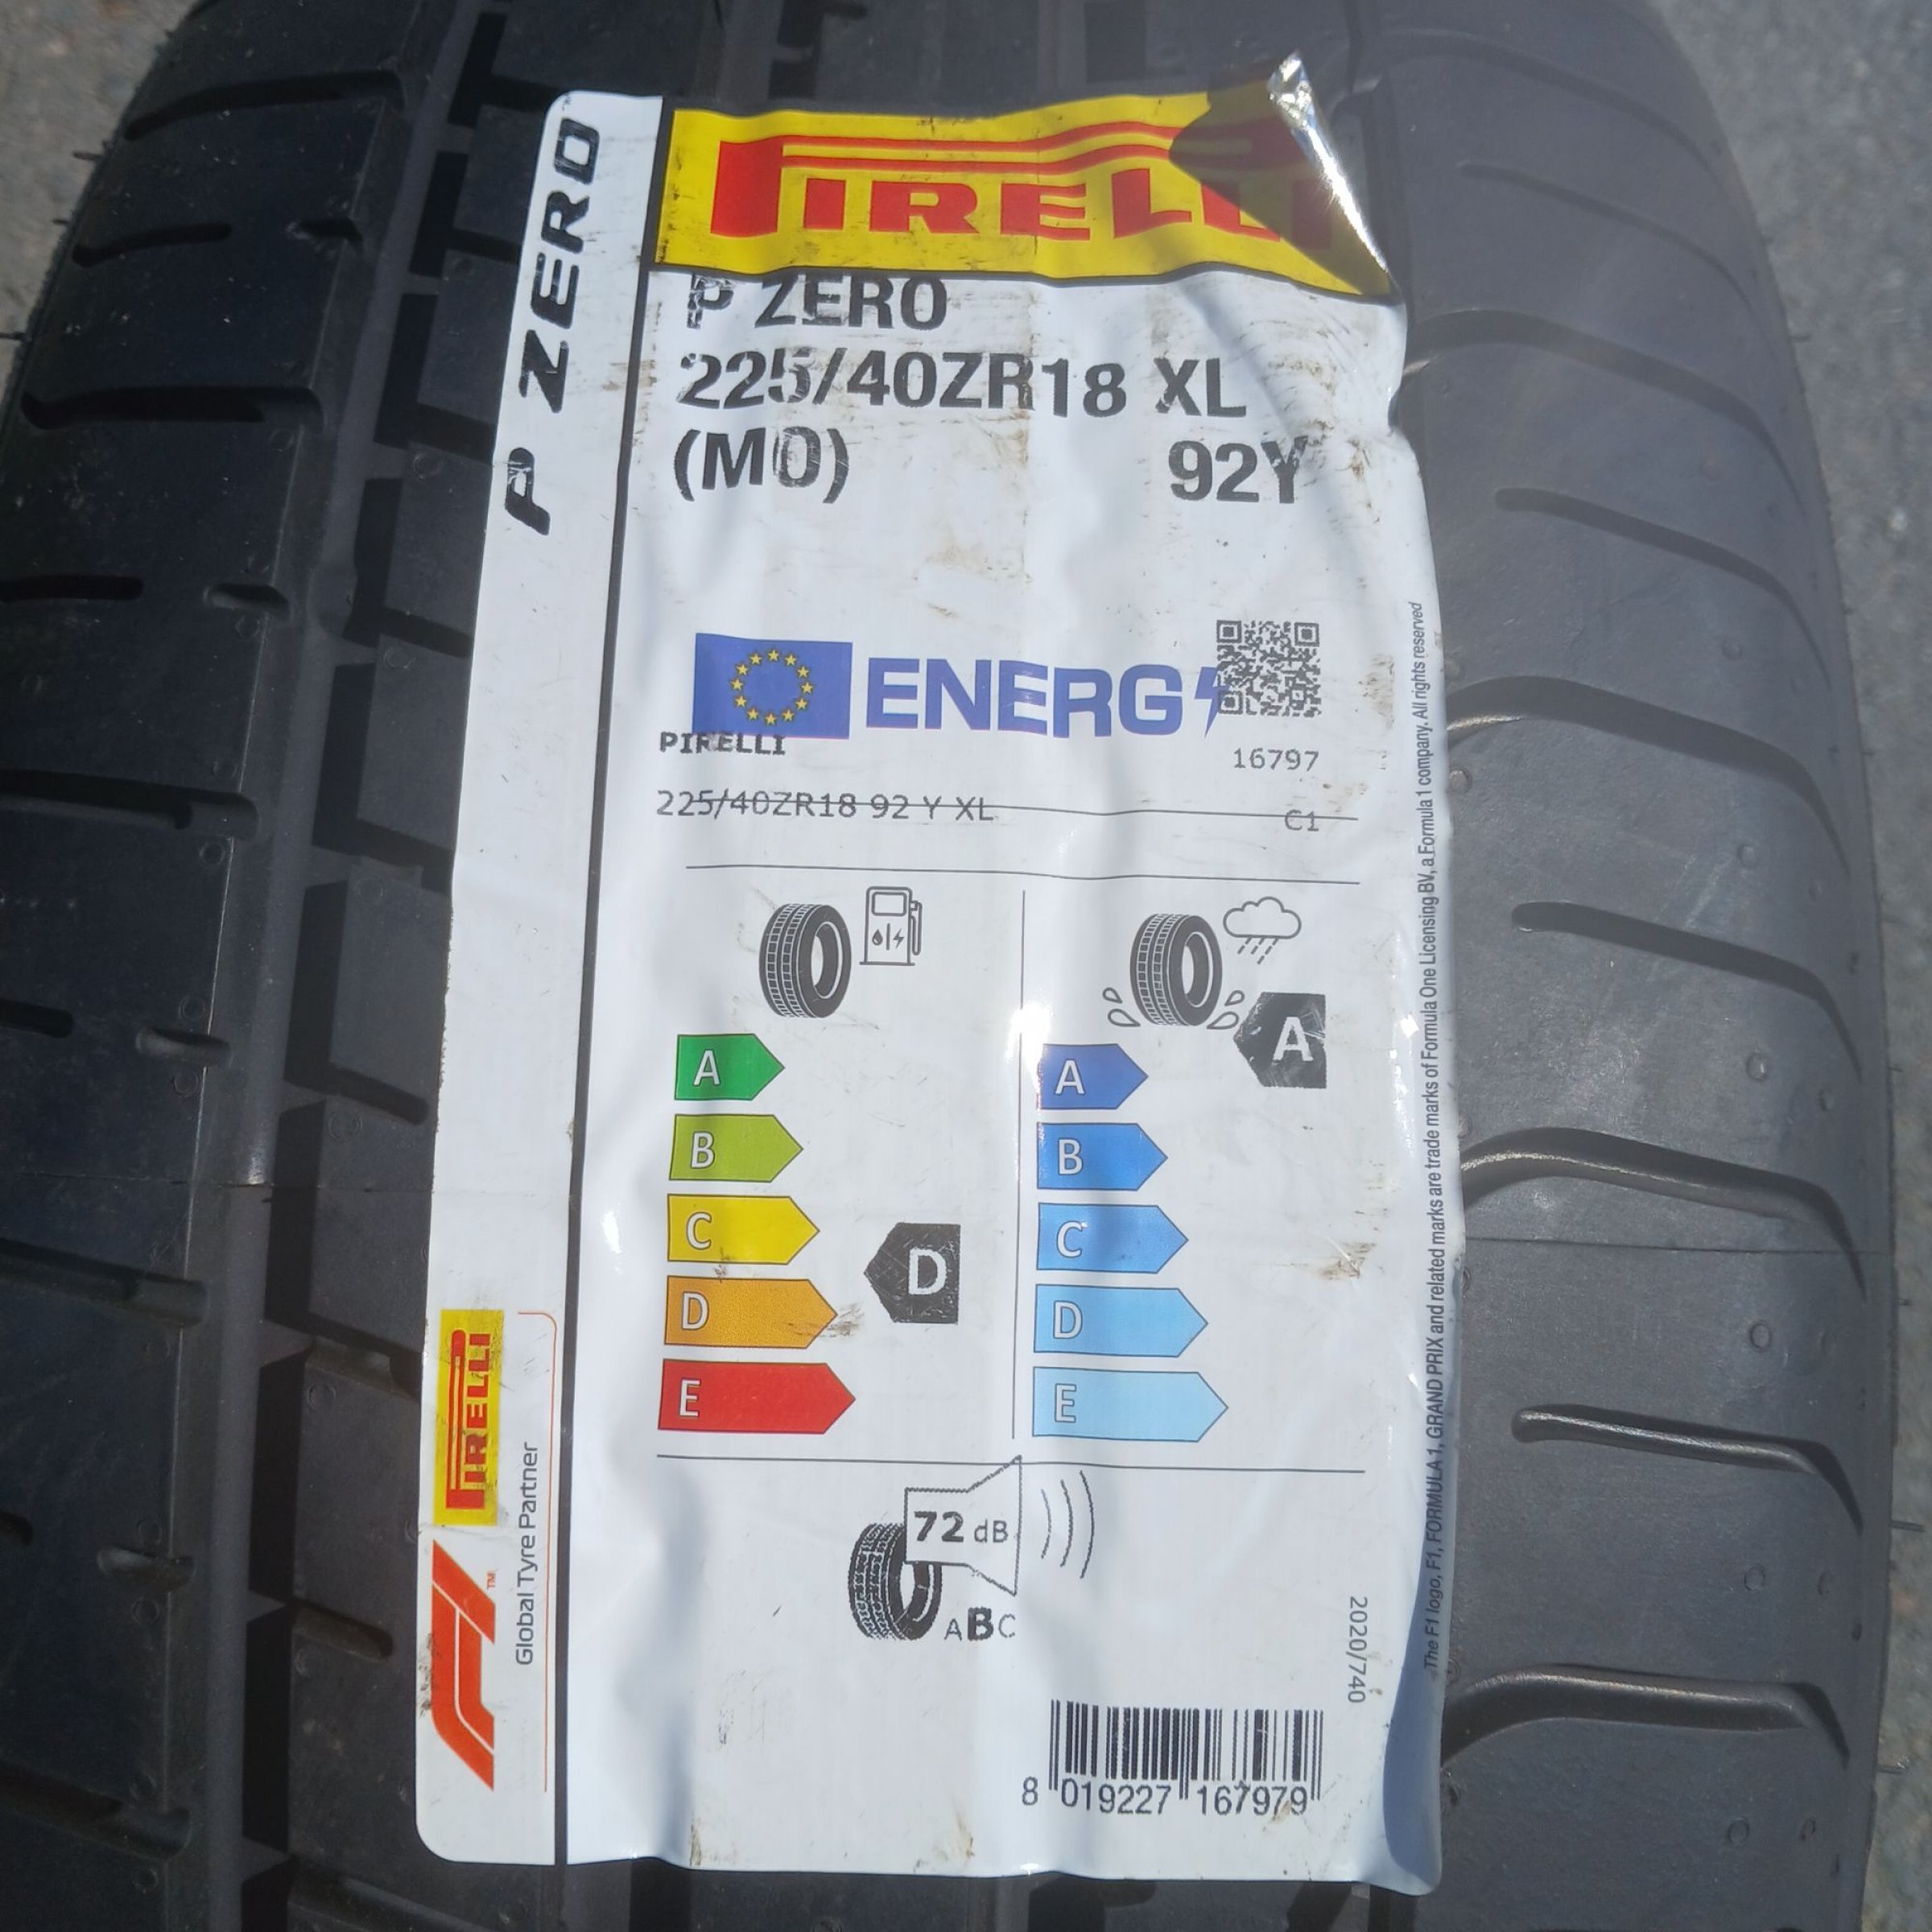 P ZERO
PIRELLI
P ZERO
225/40ZR18 XL
(MO) 92Y
ENERG
PIRELLI 16797
225/40ZR18 92 Y XL C1
A
A A
B B
C C
D D D
E E
72 dB
ABC
2020/740
8 019227 167979
PIRELLI
F1™
Global Tyre Partner
The F1 logo, F1, FORMULA 1, GRAND PRIX and related marks are trade marks of Formula One Licensing BV, a Formula 1 company. All rights reserved